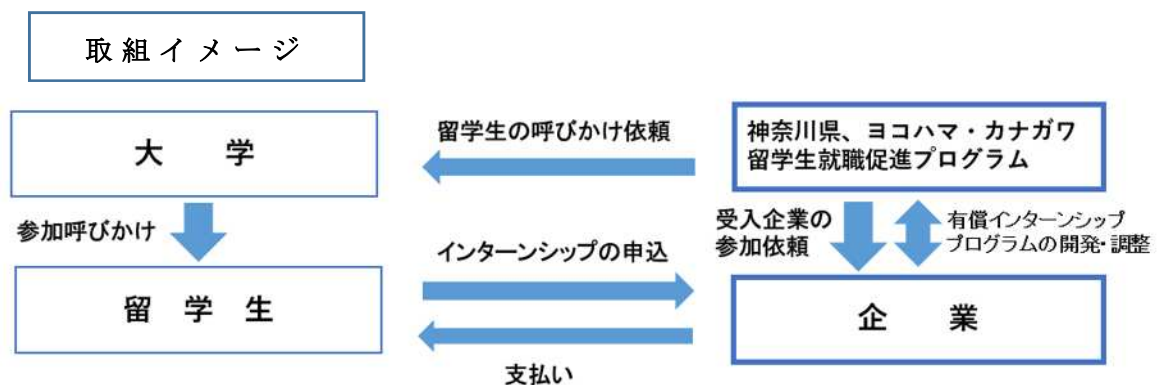 取組イメージ
大　　学
留学生の呼びかけ依頼
神奈川県、ヨコハマ・カナガワ
留学生就職促進プログラム
参加呼びかけ
受入企業の
参加依頼
有償インターンシップ
プログラムの開発・調整
インターンシップの申込
留　学　生
企　　業
支払い